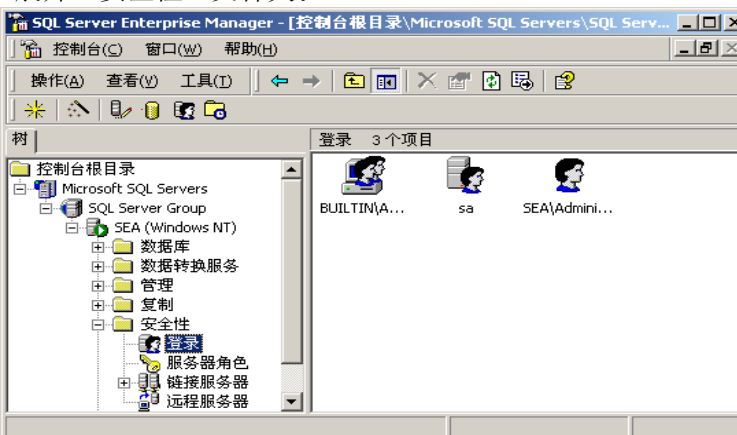 SQL Server Enterprise Manager - [控制台根目录\Microsoft SQL Servers\SQL Serv...
控制台(C) 窗口(W) 帮助(H)
操作(A) 查看(V) 工具(T)
树
登录 3个项目
控制台根目录
Microsoft SQL Servers
SQL Server Group
SEA (Windows NT)
数据库
数据转换服务
管理
复制
安全性
登录
服务器角色
链接服务器
远程服务器
BUILTIN\A...
sa
SEA\Admini...